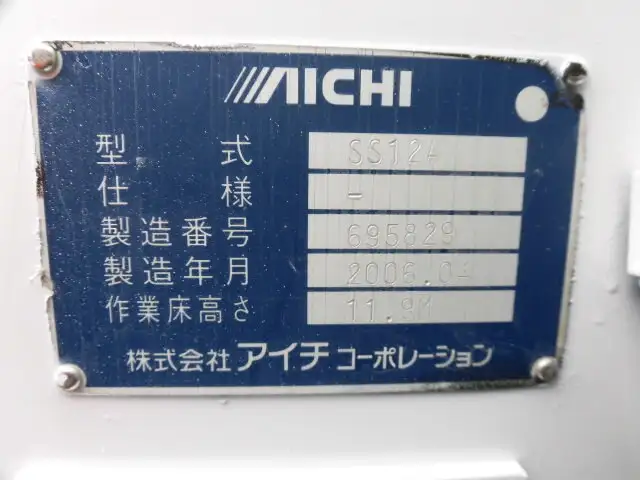 AICHI
型 式 SS12A
仕 様 -
製造番号 695829
製造年月 2006.04
作業床高さ 11.9M
株式会社 アイチ コーポレーション